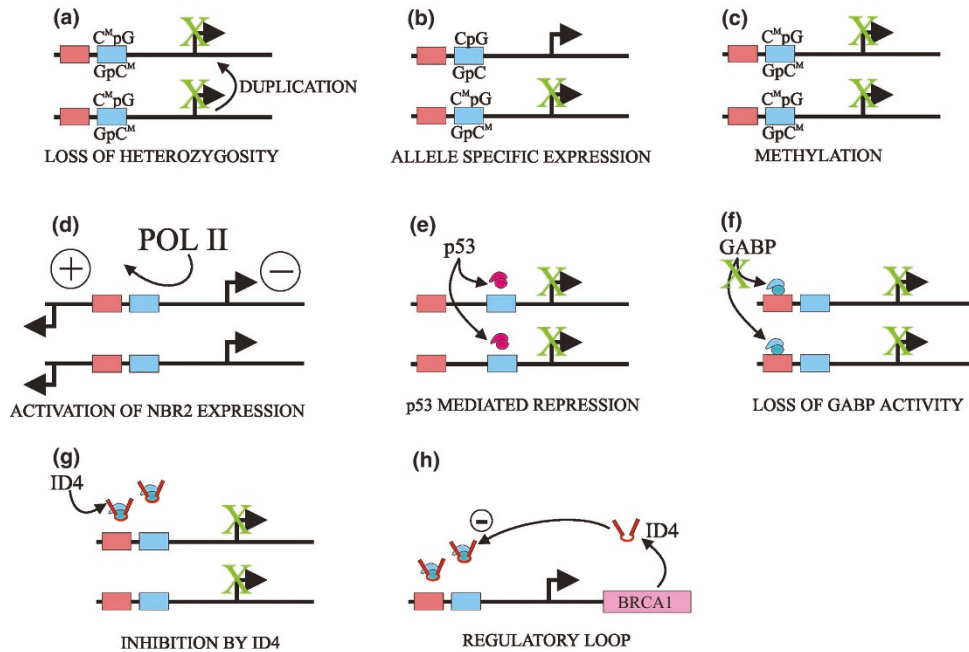 (a)
CᴹpG
GpCᴹ
CᴹpG
GpCᴹ
X
X
DUPLICATION
LOSS OF HETEROZYGOSITY
(b)
CpG
GpC
CᴹpG
GpCᴹ
X
ALLELE SPECIFIC EXPRESSION
(c)
CᴹpG
GpCᴹ
CᴹpG
GpCᴹ
X
X
METHYLATION
(d)
POL II
+
−
ACTIVATION OF NBR2 EXPRESSION
(e)
p53
X
X
p53 MEDIATED REPRESSION
(f)
GABP
X
X
X
LOSS OF GABP ACTIVITY
(g)
ID4
X
X
INHIBITION BY ID4
(h)
-
ID4
BRCA1
REGULATORY LOOP